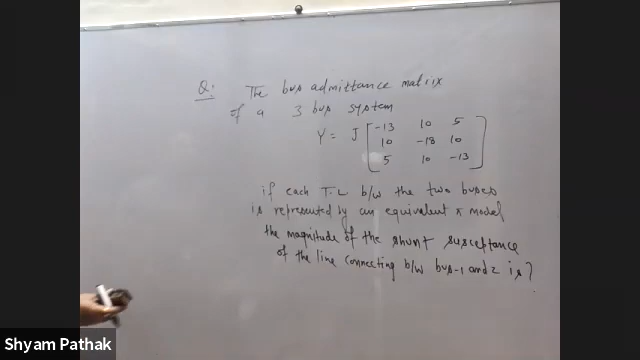 Q: The bus admittance matrix
of a 3 bus system
Y = J [ -13 10 5
10 -18 10
5 10 -13 ]
if each T.L. b/w the two buses
is represented by an equivalent π model
the magnitude of the shunt susceptance
of the line connecting b/w bus-1 and 2 is?
Shyam Pathak